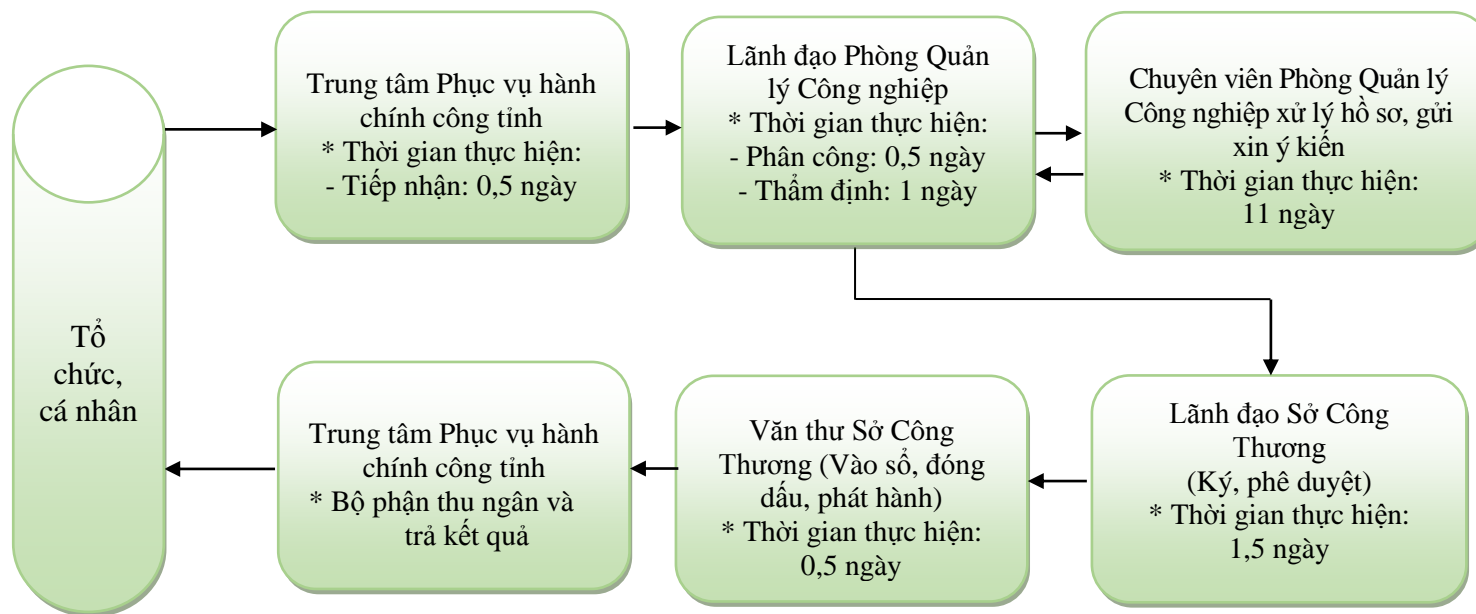 Tổ
chức,
cá nhân
Trung tâm Phục vụ hành
chính công tỉnh
* Thời gian thực hiện:
- Tiếp nhận: 0,5 ngày
Lãnh đạo Phòng Quản
lý Công nghiệp
* Thời gian thực hiện:
- Phân công: 0,5 ngày
- Thẩm định: 1 ngày
Chuyên viên Phòng Quản lý
Công nghiệp xử lý hồ sơ, gửi
xin ý kiến
* Thời gian thực hiện:
11 ngày
Lãnh đạo Sở Công
Thương
(Ký, phê duyệt)
* Thời gian thực hiện:
1,5 ngày
Văn thư Sở Công
Thương (Vào sổ, đóng
dấu, phát hành)
* Thời gian thực hiện:
0,5 ngày
Trung tâm Phục vụ hành
chính công tỉnh
* Bộ phận thu ngân và
trả kết quả